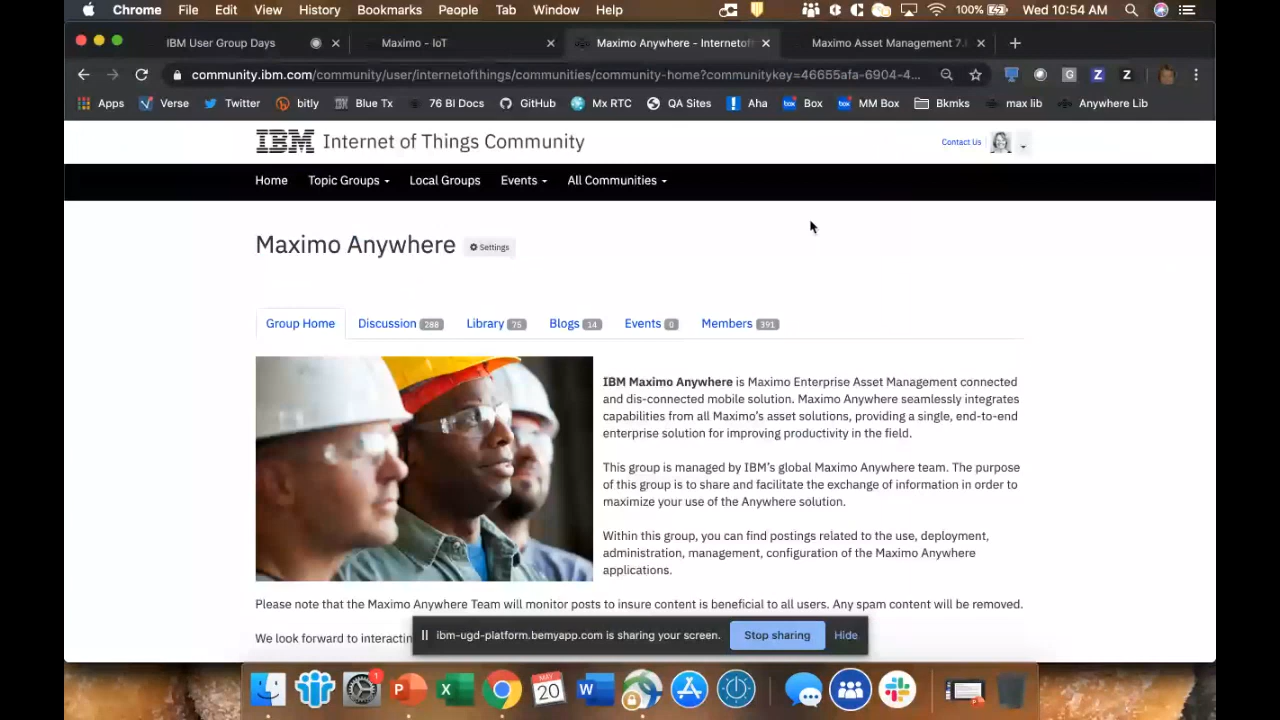 Chrome File Edit View History Bookmarks People Tab Window Help 100% Wed 10:54 AM
IBM User Group Days Maximo - IoT Maximo Anywhere - Internetof Maximo Asset Management 7.
community.ibm.com/community/user/internetofthings/communities/community-home?communitykey=46655afa-6904-4...
Apps Verse Twitter bitly Blue Tx 76 BI Docs GitHub Mx RTC QA Sites Aha Box MM Box Bkmks max lib Anywhere Lib
IBM Internet of Things Community Contact Us
Home Topic Groups Local Groups Events All Communities
Maximo Anywhere Settings
Group Home Discussion 288 Library 75 Blogs 14 Events 0 Members 391
IBM Maximo Anywhere is Maximo Enterprise Asset Management connected
and dis-connected mobile solution. Maximo Anywhere seamlessly integrates
capabilities from all Maximo's asset solutions, providing a single, end-to-end
enterprise solution for improving productivity in the field.
This group is managed by IBM's global Maximo Anywhere team. The purpose
of this group is to share and facilitate the exchange of information in order to
maximize your use of the Anywhere solution.
Within this group, you can find postings related to the use, deployment,
administration, management, configuration of the Maximo Anywhere
applications.
Please note that the Maximo Anywhere Team will monitor posts to insure content is beneficial to all users. Any spam content will be removed.
We look forward to interactin
ibm-ugd-platform.bemyapp.com is sharing your screen. Stop sharing Hide
1 MAY 20